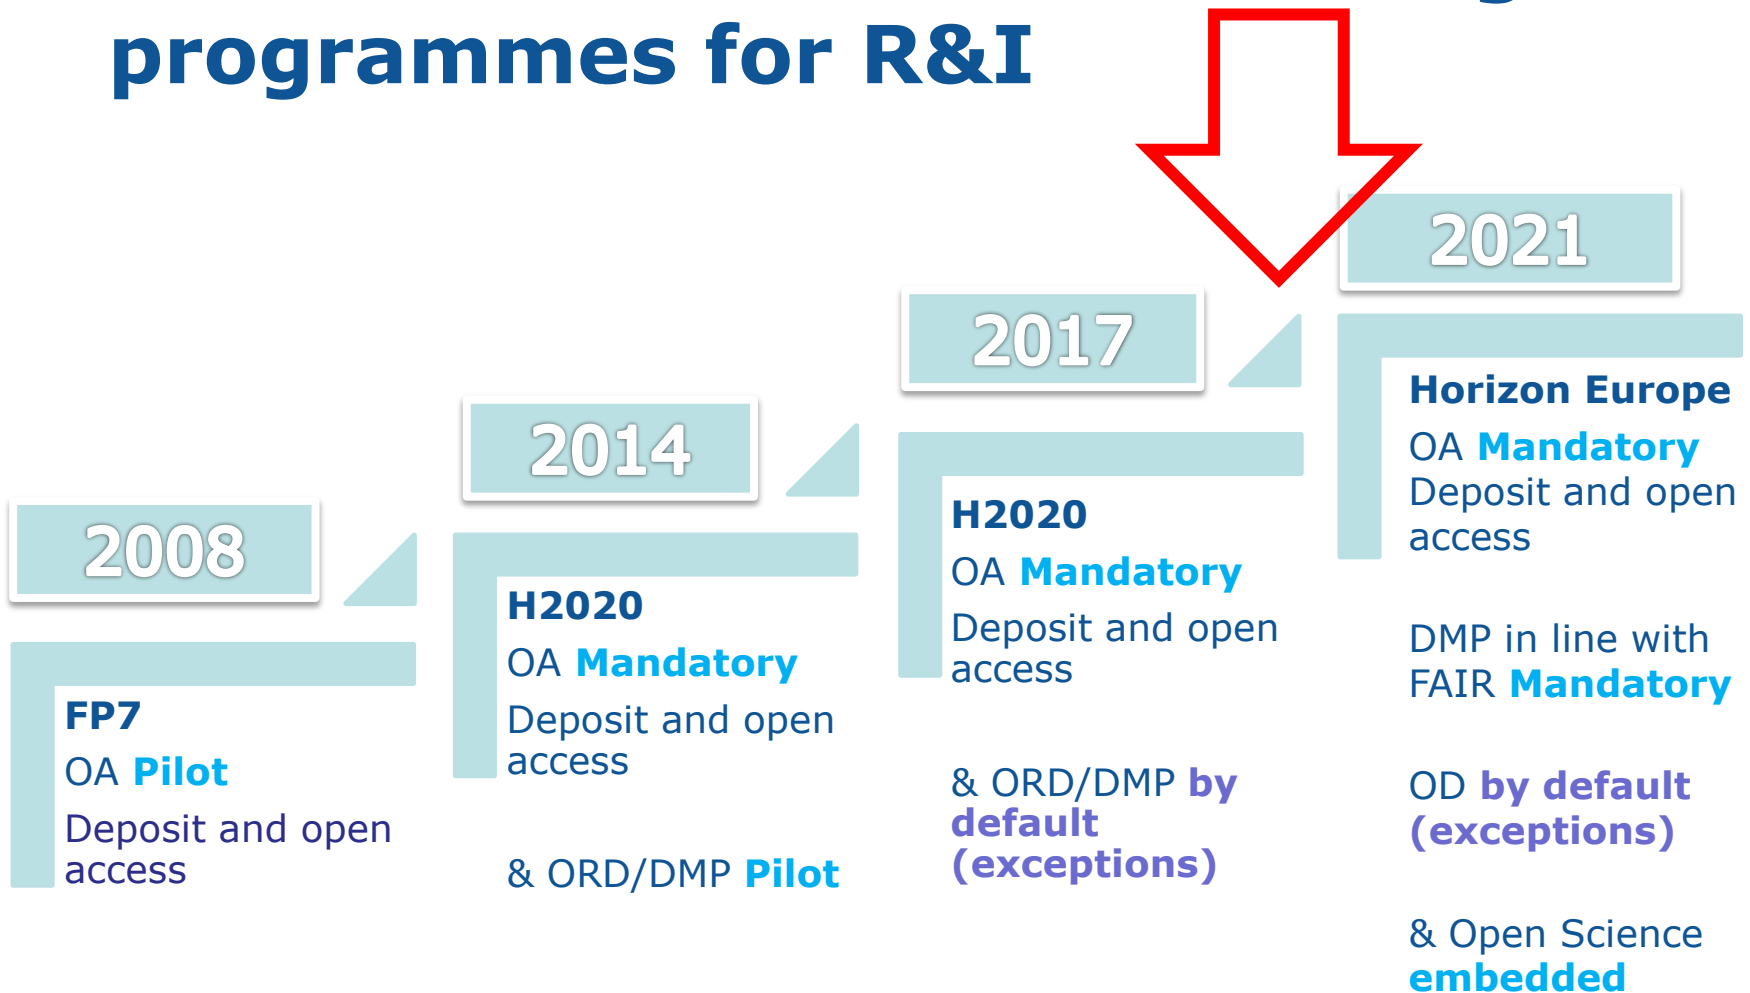 programmes for R&I
2008
FP7
OA Pilot
Deposit and open
access
2014
H2020
OA Mandatory
Deposit and open
access
& ORD/DMP Pilot
2017
H2020
OA Mandatory
Deposit and open
access
& ORD/DMP by
default
(exceptions)
2021
Horizon Europe
OA Mandatory
Deposit and open
access
DMP in line with
FAIR Mandatory
OD by default
(exceptions)
& Open Science
embedded